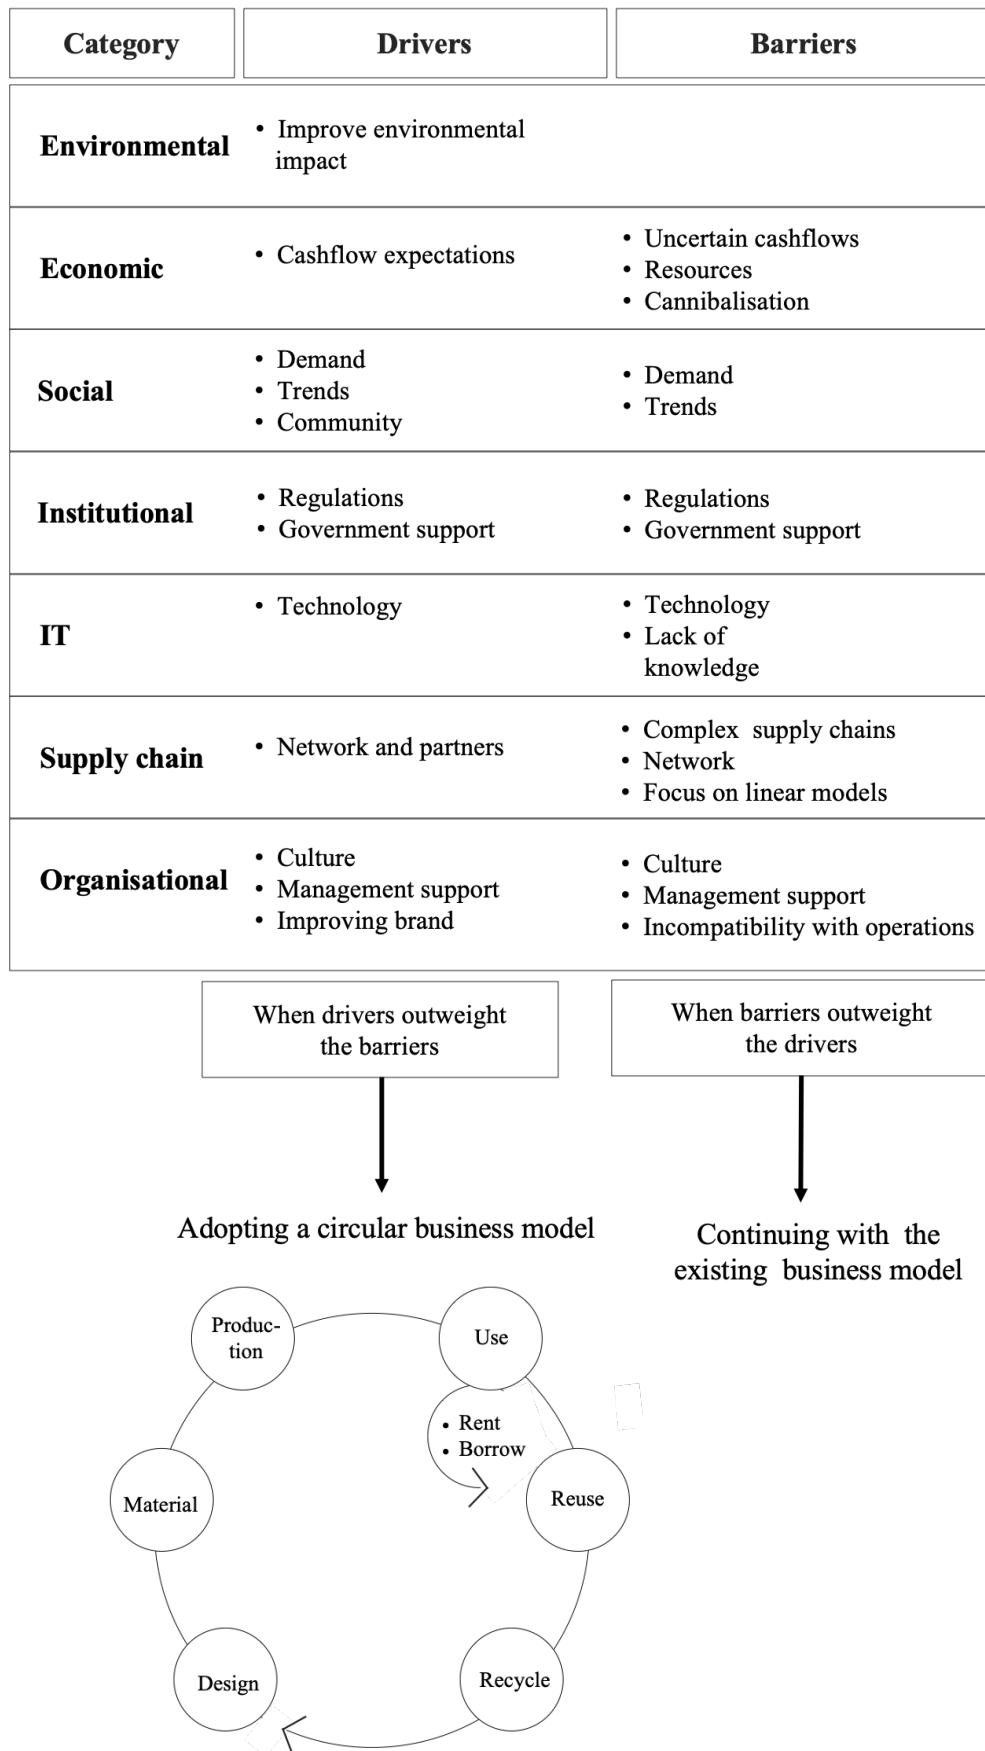 Category
Drivers
Barriers
Environmental
• Improve environmental
impact
Economic
• Cashflow expectations
• Uncertain cashflows
• Resources
• Cannibalisation
Social
• Demand
• Trends
• Community
• Demand
• Trends
Institutional
• Regulations
• Government support
• Regulations
• Government support
IT
• Technology
• Technology
• Lack of
knowledge
Supply chain
• Network and partners
• Complex supply chains
• Network
• Focus on linear models
Organisational
• Culture
• Management support
• Improving brand
• Culture
• Management support
• Incompatibility with operations
When drivers outweight
the barriers
When barriers outweight
the drivers
Adopting a circular business model
Continuing with the
existing business model
Produc-
tion
Use
• Rent
• Borrow
Material
Reuse
Design
Recycle